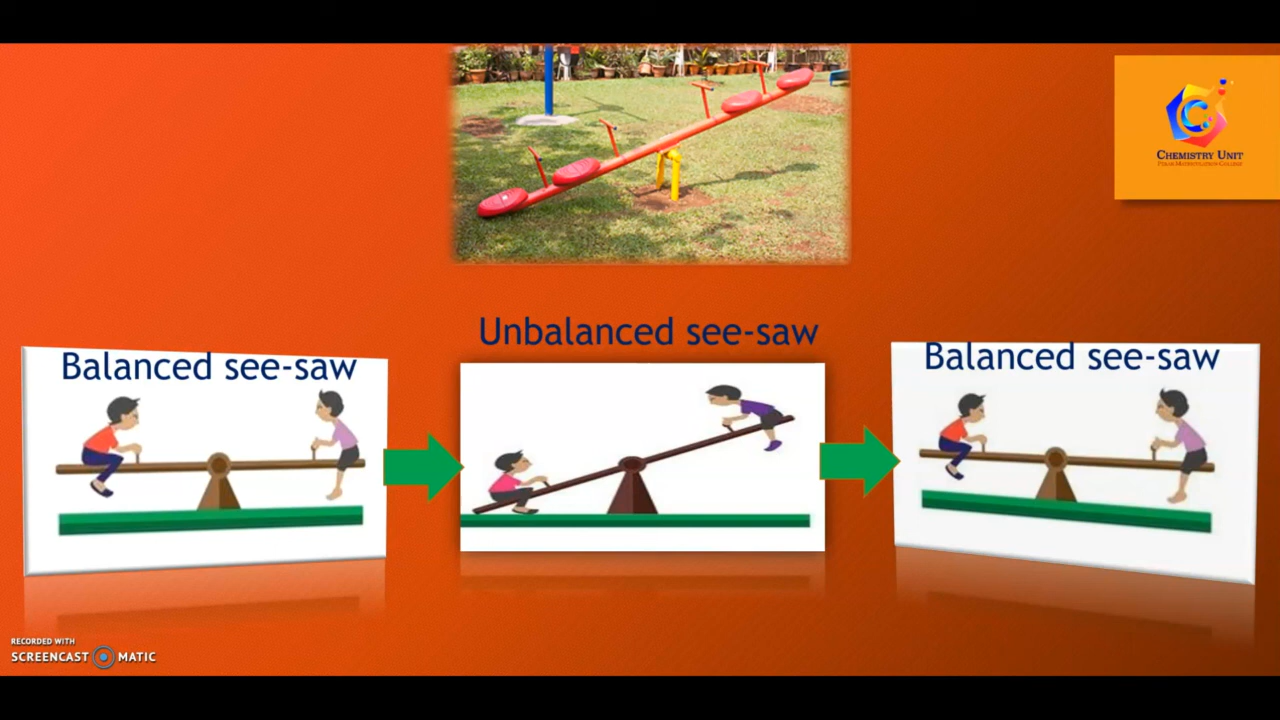 CHEMISTRY UNIT
Unbalanced see-saw
Balanced see-saw
Balanced see-saw
RECORDED WITH
SCREENCAST MATIC